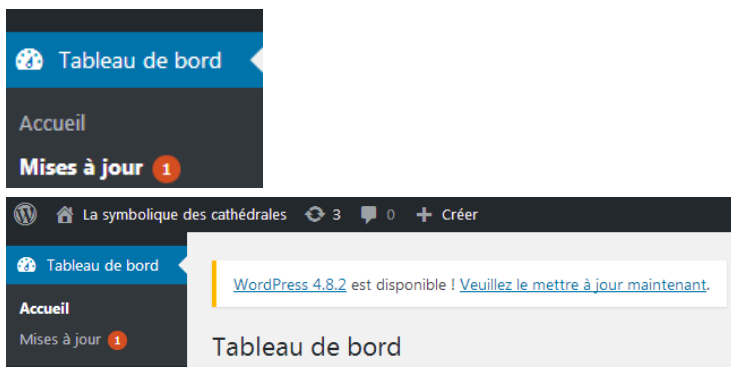 Tableau de bord
Accueil
Mises à jour 1
La symbolique des cathédrales 3 0 + Créer
Tableau de bord
WordPress 4.8.2 est disponible ! Veuillez le mettre à jour maintenant.
Accueil
Mises à jour 1
Tableau de bord